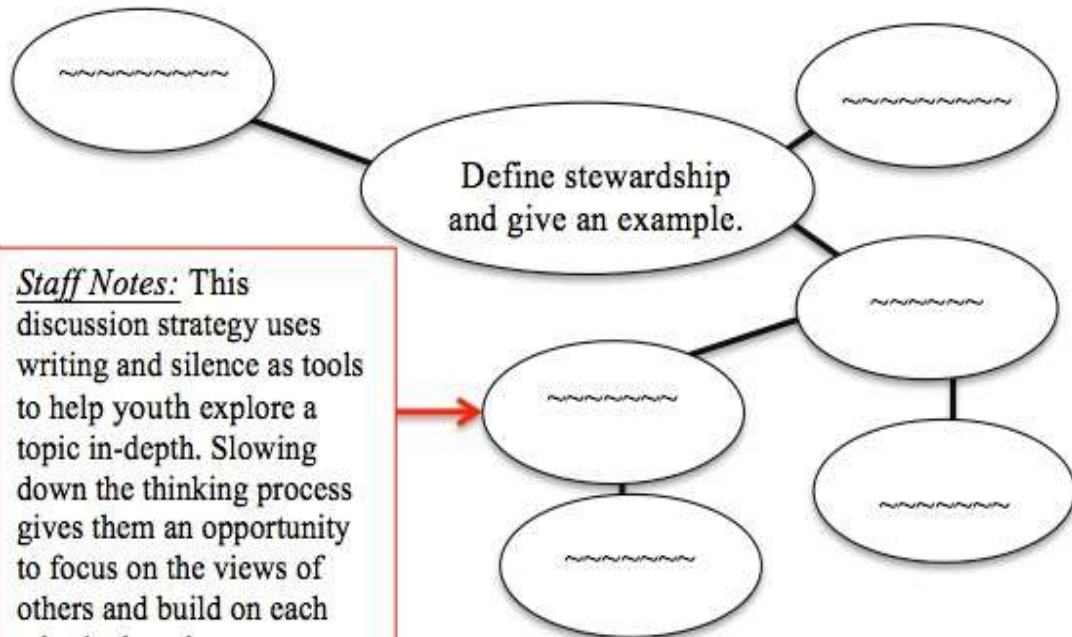 ~~~~~~~~~
~~~~~~~~~
Define stewardship
and give an example.
Staff Notes: This
discussion strategy uses
writing and silence as tools
to help youth explore a
topic in-depth. Slowing
down the thinking process
gives them an opportunity
to focus on the views of
others and build on each
~~~~~~
~~~~~~~
~~~~~~~
~~~~~~~